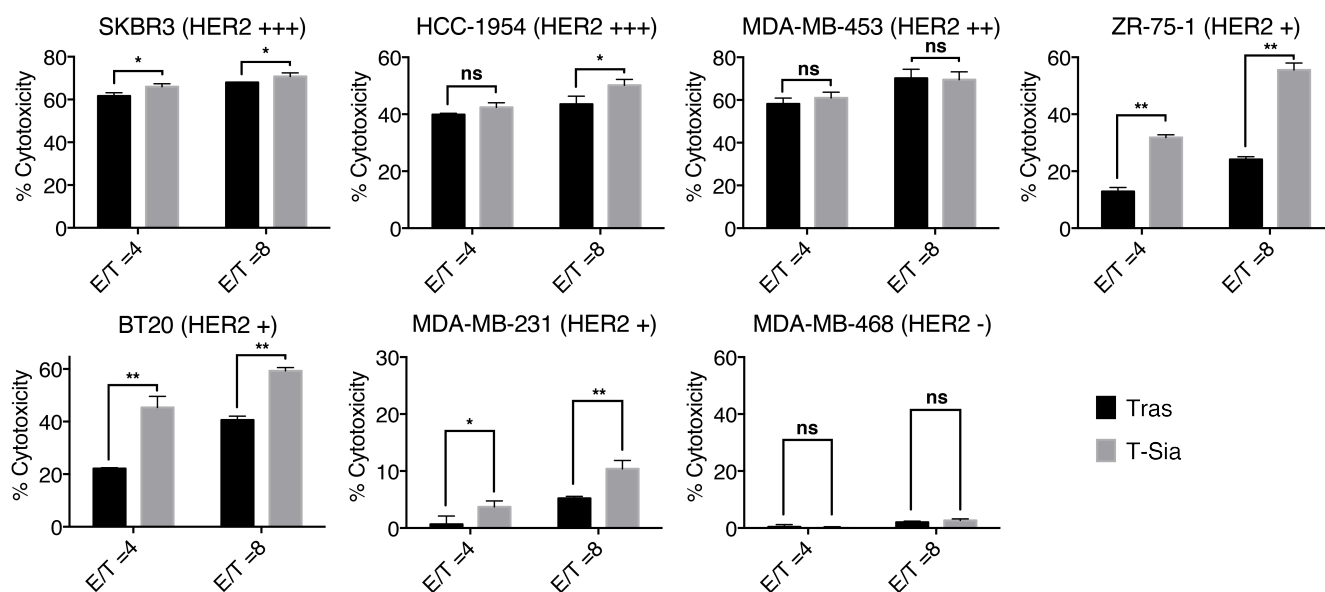 SKBR3 (HER2 +++)
% Cytotoxicity
80
60
40
20
0
*
*
E/T =4
E/T =8
HCC-1954 (HER2 +++)
% Cytotoxicity
60
40
20
0
ns
*
E/T =4
E/T =8
MDA-MB-453 (HER2 ++)
% Cytotoxicity
80
60
40
20
0
ns
ns
E/T =4
E/T =8
ZR-75-1 (HER2 +)
% Cytotoxicity
60
40
20
0
**
**
E/T =4
E/T =8
BT20 (HER2 +)
% Cytotoxicity
60
40
20
0
**
**
E/T =4
E/T =8
MDA-MB-231 (HER2 +)
% Cytotoxicity
30
20
10
0
*
**
E/T =4
E/T =8
MDA-MB-468 (HER2 -)
% Cytotoxicity
60
40
20
0
ns
ns
E/T =4
E/T =8
Tras
T-Sia